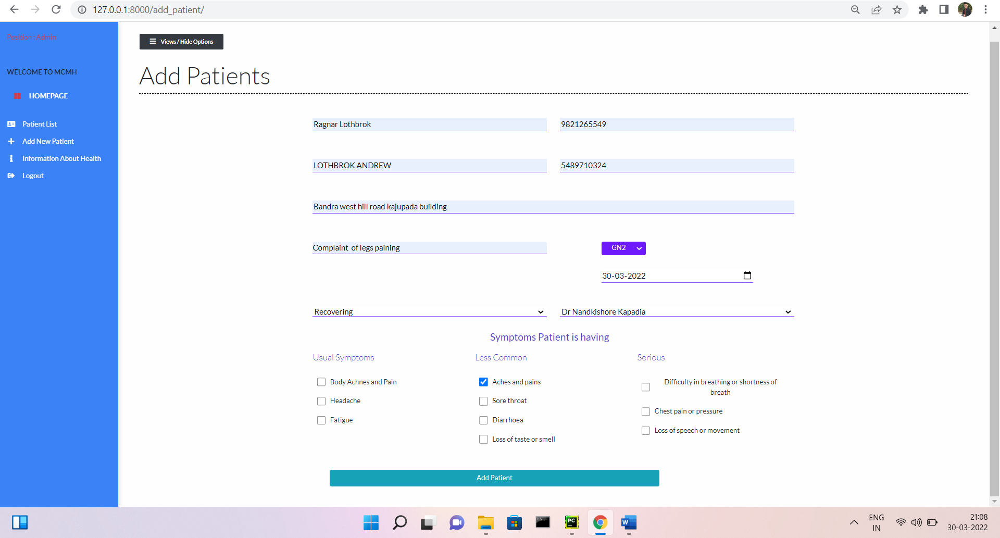 127.0.0.1:8000/add_patient/
Position : Admin
WELCOME TO MCMH
HOMEPAGE
Patient List
Add New Patient
Information About Health
Logout
Views / Hide Options
Add Patients
Ragnar Lothbrok
9821265549
LOTHBROK ANDREW
5489710324
Bandra west hill road kajupada building
Complaint  of legs paining
GN2
30-03-2022
Recovering
Dr Nandkishore Kapadia
Symptoms Patient is having
Usual Symptoms
Body Achnes and Pain
Headache
Fatigue
Less Common
Aches and pains
Sore throat
Diarrhoea
Loss of taste or smell
Serious
Difficulty in breathing or shortness of
breath
Chest pain or pressure
Loss of speech or movement
Add Patient
PC
W
ENG
IN
21:08
30-03-2022